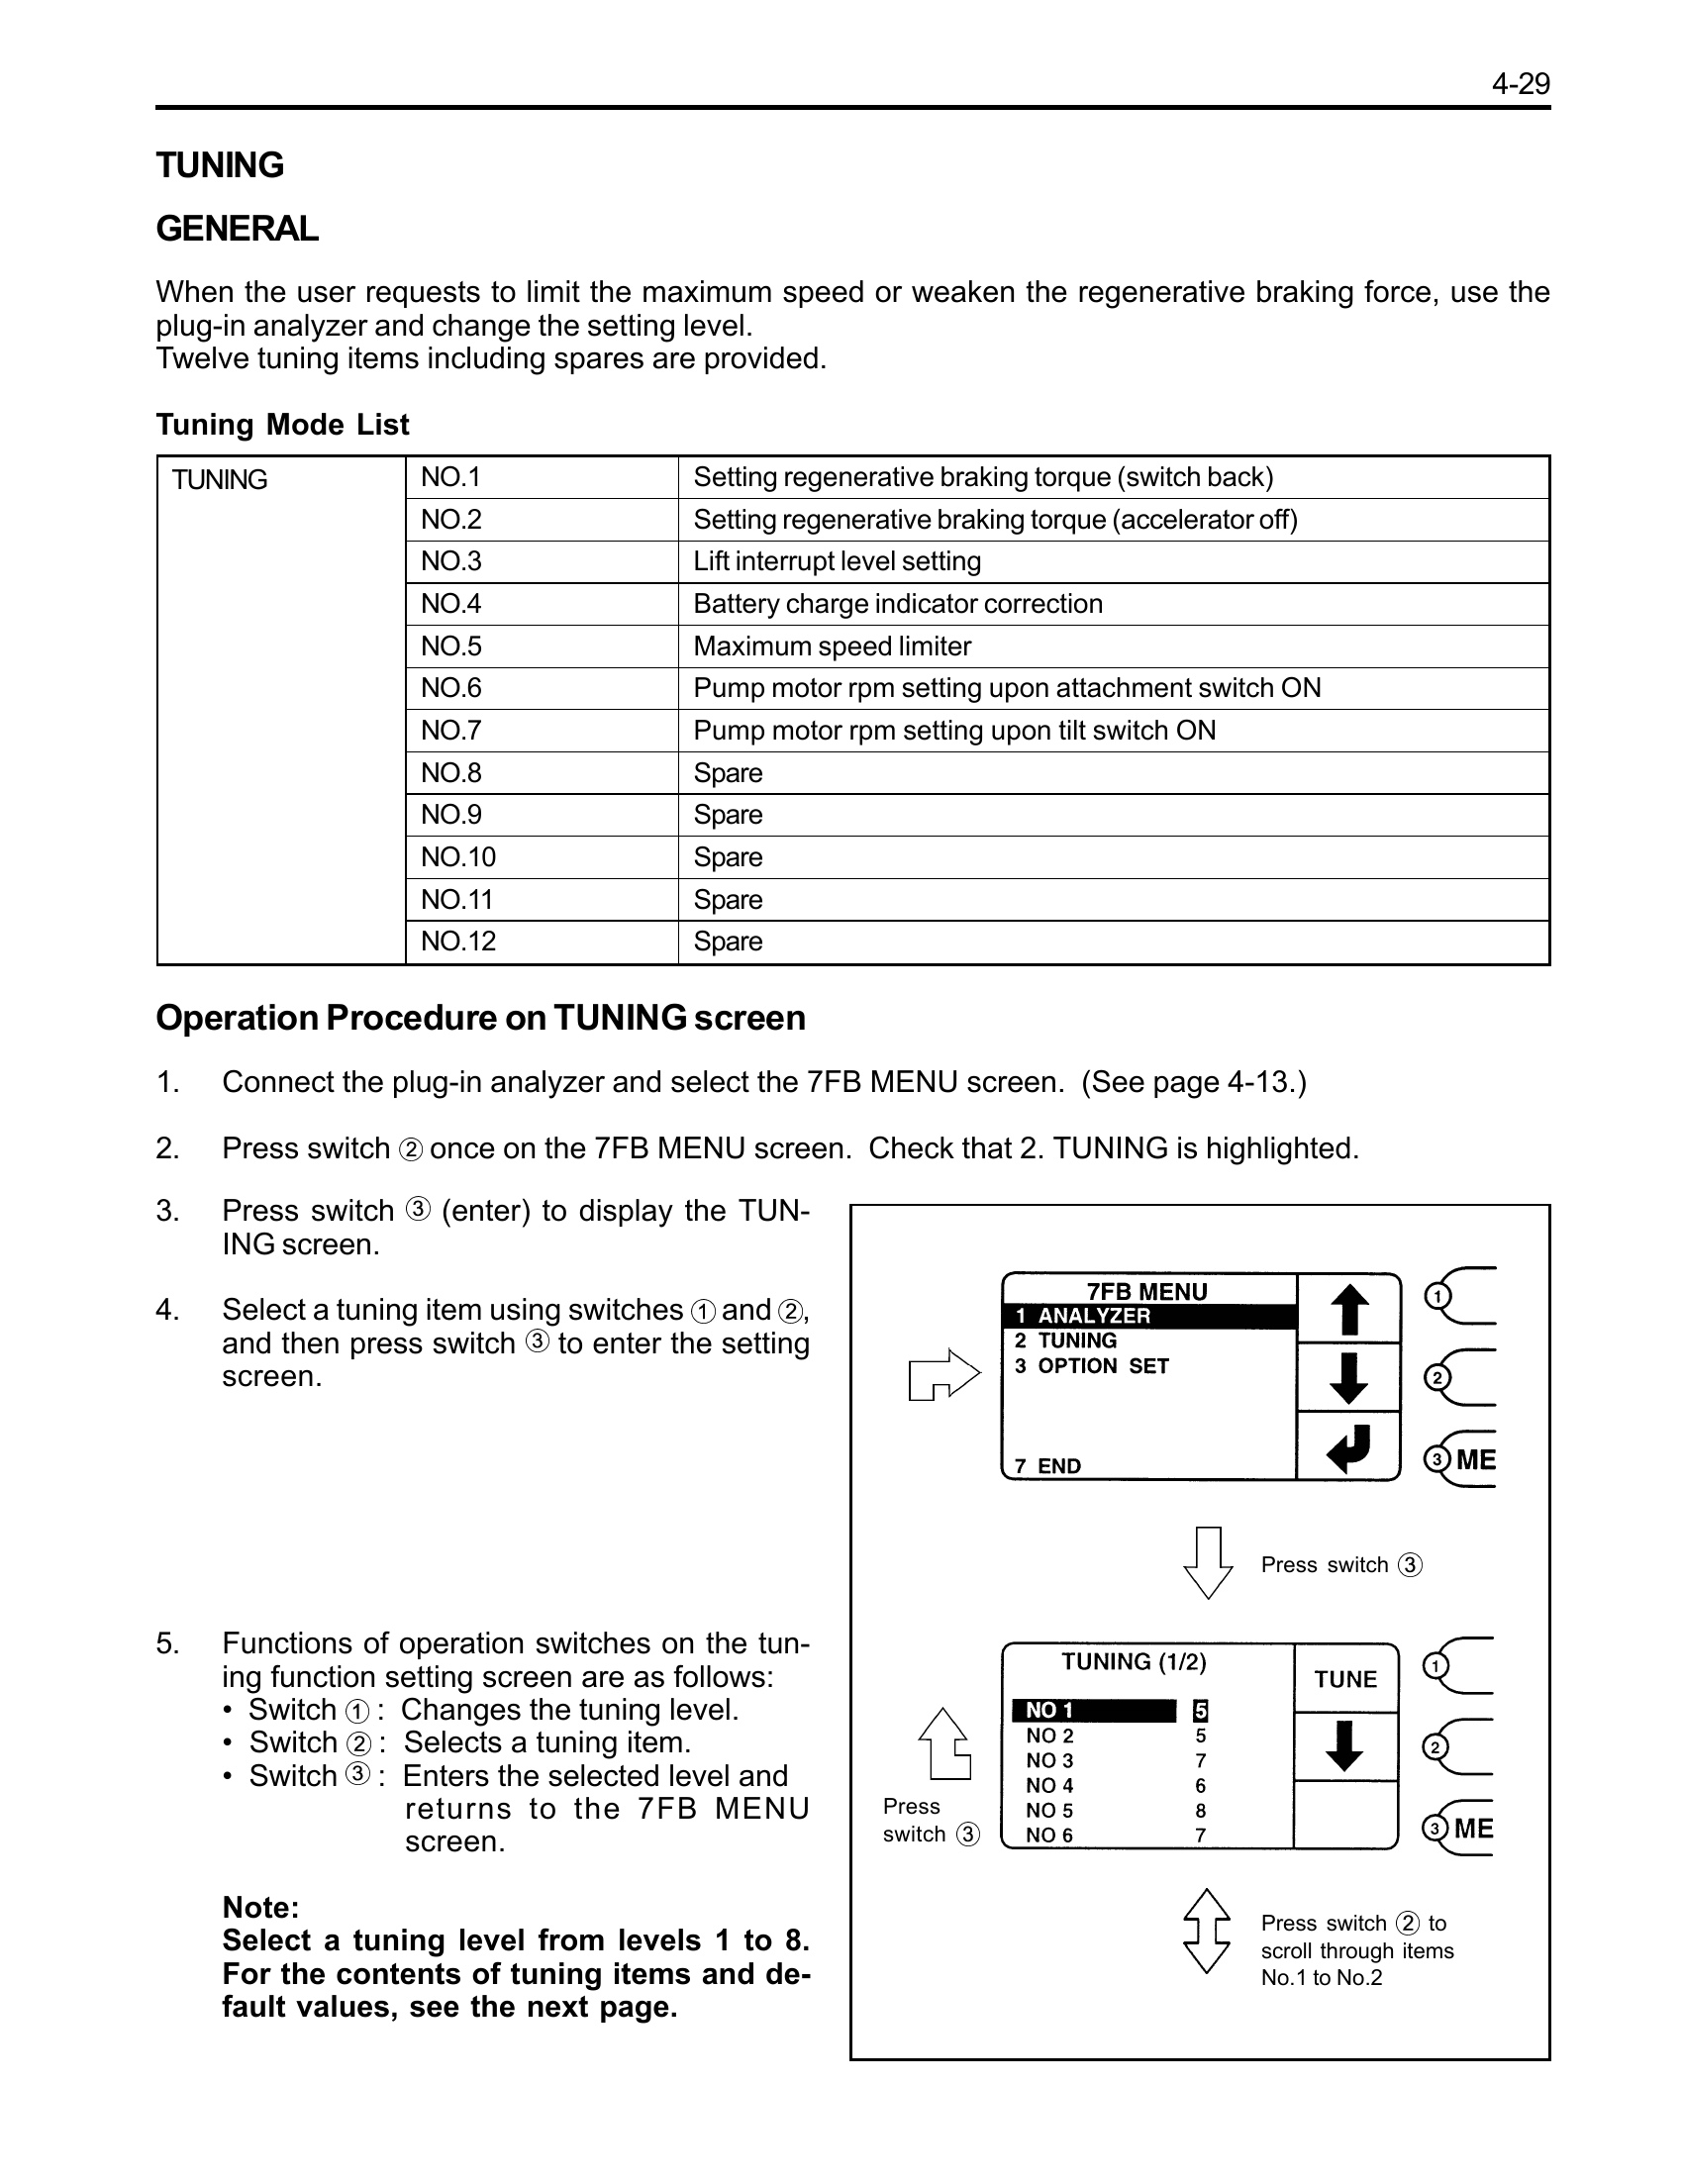 4-29
TUNING
GENERAL
When the user requests to limit the maximum speed or weaken the regenerative braking force, use the
plug-in analyzer and change the setting level.
Twelve tuning items including spares are provided.
Tuning Mode List
TUNING NO.1 Setting regenerative braking torque (switch back)
NO.2 Setting regenerative braking torque (accelerator off)
NO.3 Lift interrupt level setting
NO.4 Battery charge indicator correction
NO.5 Maximum speed limiter
NO.6 Pump motor rpm setting upon attachment switch ON
NO.7 Pump motor rpm setting upon tilt switch ON
NO.8 Spare
NO.9 Spare
NO.10 Spare
NO.11 Spare
NO.12 Spare
Operation Procedure on TUNING screen
1. Connect the plug-in analyzer and select the 7FB MENU screen. (See page 4-13.)
2. Press switch ② once on the 7FB MENU screen. Check that 2. TUNING is highlighted.
3. Press switch ③ (enter) to display the TUN-
ING screen.
4. Select a tuning item using switches ① and ②,
and then press switch ③ to enter the setting
screen.
5. Functions of operation switches on the tun-
ing function setting screen are as follows:
• Switch ① : Changes the tuning level.
• Switch ② : Selects a tuning item.
• Switch ③ : Enters the selected level and
returns to the 7FB MENU
screen.
Note:
Select a tuning level from levels 1 to 8.
For the contents of tuning items and de-
fault values, see the next page.
7FB MENU
1 ANALYZER
2 TUNING
3 OPTION SET
7 END
①
②
③ ME
Press switch ③
TUNING (1/2)
TUNE
NO 1 5
NO 2 5
NO 3 7
NO 4 6
NO 5 8
NO 6 7
①
②
③ ME
Press
switch ③
Press switch ② to
scroll through items
No.1 to No.2